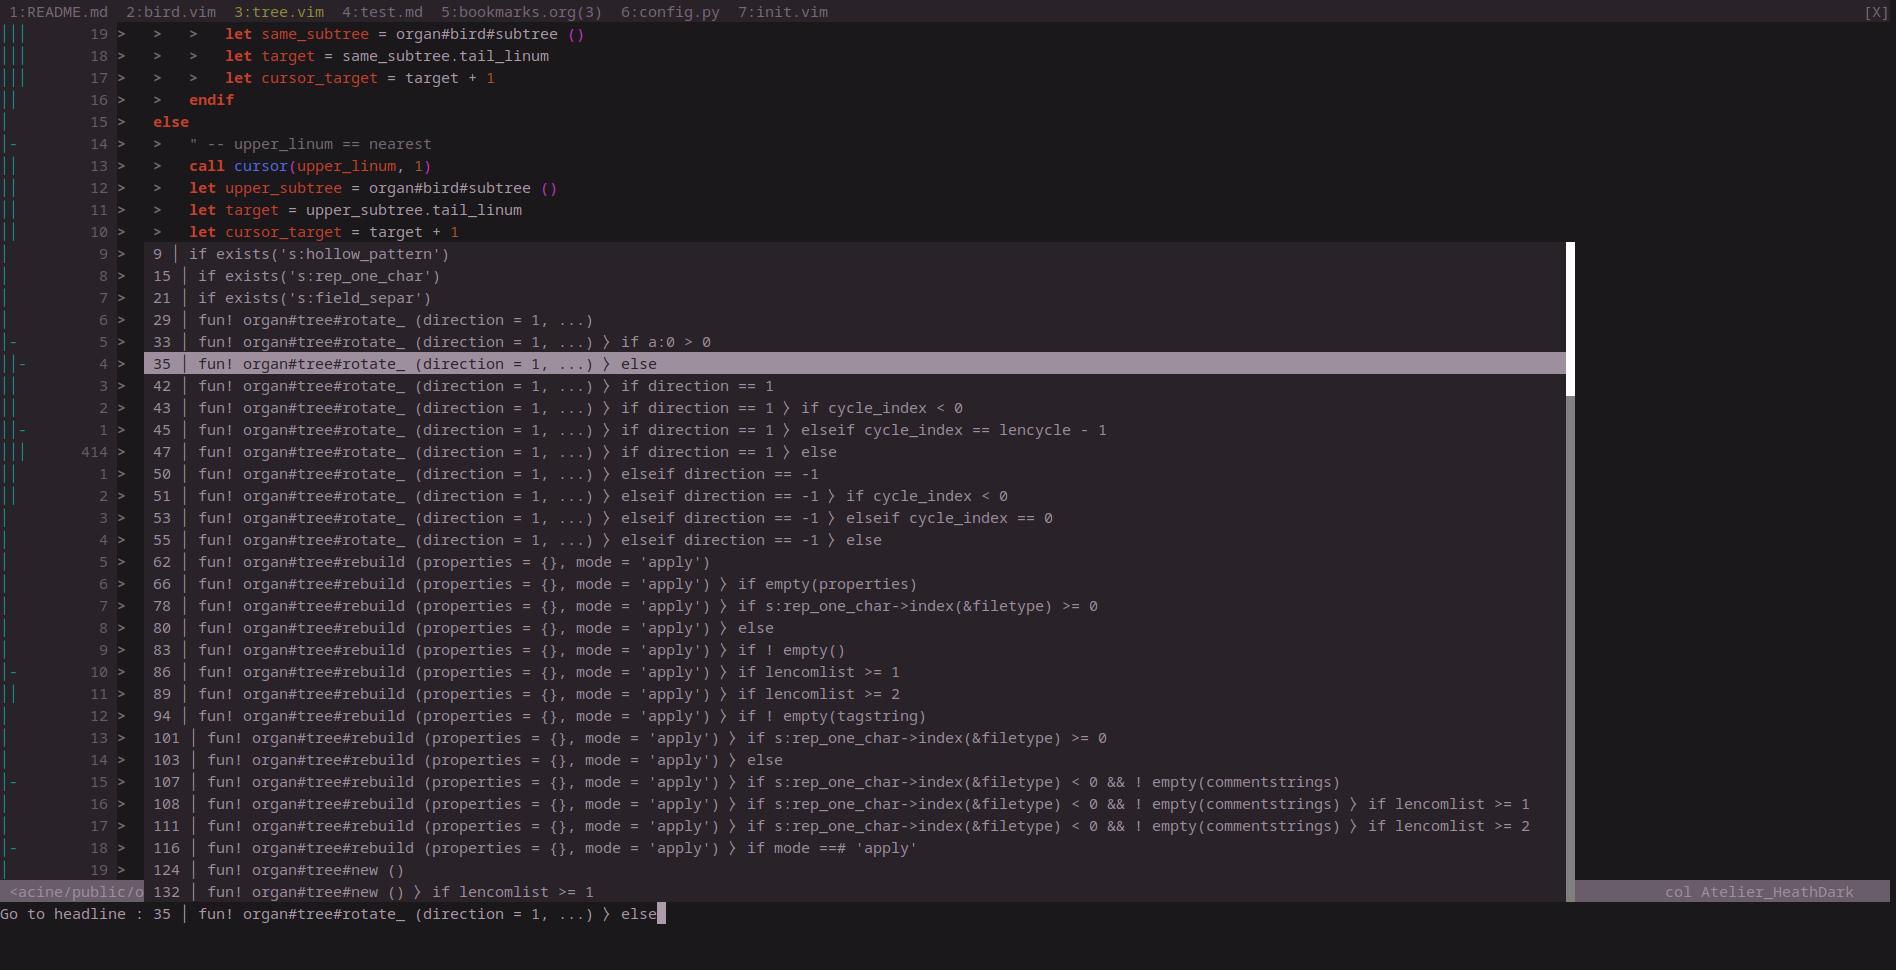 1:README.md 2:bird.vim 3:tree.vim 4:test.md 5:bookmarks.org(3) 6:config.py 7:init.vim [X]
19 > > > let same_subtree = organ#bird#subtree ()
18 > > > let target = same_subtree.tail_linum
17 > > > let cursor_target = target + 1
16 > > endif
15 > else
14 > > " -- upper_linum == nearest
13 > > call cursor(upper_linum, 1)
12 > > let upper_subtree = organ#bird#subtree ()
11 > > let target = upper_subtree.tail_linum
10 > > let cursor_target = target + 1
9 > 9 │ if exists('s:hollow_pattern')
8 > 15 │ if exists('s:rep_one_char')
7 > 21 │ if exists('s:field_separ')
6 > 29 │ fun! organ#tree#rotate_ (direction = 1, ...)
5 > 33 │ fun! organ#tree#rotate_ (direction = 1, ...) 〉 if a:0 > 0
4 > 35 │ fun! organ#tree#rotate_ (direction = 1, ...) 〉 else
3 > 42 │ fun! organ#tree#rotate_ (direction = 1, ...) 〉 if direction == 1
2 > 43 │ fun! organ#tree#rotate_ (direction = 1, ...) 〉 if direction == 1 〉 if cycle_index < 0
1 > 45 │ fun! organ#tree#rotate_ (direction = 1, ...) 〉 if direction == 1 〉 elseif cycle_index == lencycle - 1
414 > 47 │ fun! organ#tree#rotate_ (direction = 1, ...) 〉 if direction == 1 〉 else
1 > 50 │ fun! organ#tree#rotate_ (direction = 1, ...) 〉 elseif direction == -1
2 > 51 │ fun! organ#tree#rotate_ (direction = 1, ...) 〉 elseif direction == -1 〉 if cycle_index < 0
3 > 53 │ fun! organ#tree#rotate_ (direction = 1, ...) 〉 elseif direction == -1 〉 elseif cycle_index == 0
4 > 55 │ fun! organ#tree#rotate_ (direction = 1, ...) 〉 elseif direction == -1 〉 else
5 > 62 │ fun! organ#tree#rebuild (properties = {}, mode = 'apply')
6 > 66 │ fun! organ#tree#rebuild (properties = {}, mode = 'apply') 〉 if empty(properties)
7 > 78 │ fun! organ#tree#rebuild (properties = {}, mode = 'apply') 〉 if s:rep_one_char->index(&filetype) >= 0
8 > 80 │ fun! organ#tree#rebuild (properties = {}, mode = 'apply') 〉 else
9 > 83 │ fun! organ#tree#rebuild (properties = {}, mode = 'apply') 〉 if ! empty()
10 > 86 │ fun! organ#tree#rebuild (properties = {}, mode = 'apply') 〉 if lencomlist >= 1
11 > 89 │ fun! organ#tree#rebuild (properties = {}, mode = 'apply') 〉 if lencomlist >= 2
12 > 94 │ fun! organ#tree#rebuild (properties = {}, mode = 'apply') 〉 if ! empty(tagstring)
13 > 101 │ fun! organ#tree#rebuild (properties = {}, mode = 'apply') 〉 if s:rep_one_char->index(&filetype) >= 0
14 > 103 │ fun! organ#tree#rebuild (properties = {}, mode = 'apply') 〉 else
15 > 107 │ fun! organ#tree#rebuild (properties = {}, mode = 'apply') 〉 if s:rep_one_char->index(&filetype) < 0 && ! empty(commentstrings)
16 > 108 │ fun! organ#tree#rebuild (properties = {}, mode = 'apply') 〉 if s:rep_one_char->index(&filetype) < 0 && ! empty(commentstrings) 〉 if lencomlist >= 1
17 > 111 │ fun! organ#tree#rebuild (properties = {}, mode = 'apply') 〉 if s:rep_one_char->index(&filetype) < 0 && ! empty(commentstrings) 〉 if lencomlist >= 2
18 > 116 │ fun! organ#tree#rebuild (properties = {}, mode = 'apply') 〉 if mode ==# 'apply'
19 > 124 │ fun! organ#tree#new ()
<acine/public/o 132 │ fun! organ#tree#new () 〉 if lencomlist >= 1 col Atelier_HeathDark
Go to headline : 35 │ fun! organ#tree#rotate_ (direction = 1, ...) 〉 else